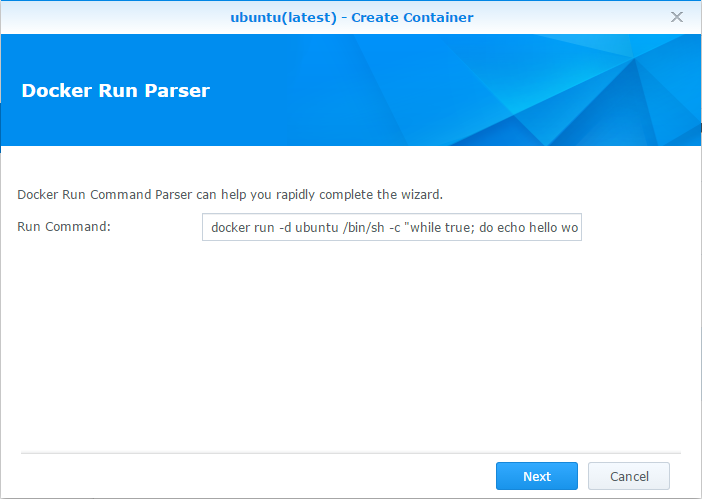 ubuntu(latest) - Create Container
Docker Run Parser
Docker Run Command Parser can help you rapidly complete the wizard.
Run Command: docker run -d ubuntu /bin/sh -c "while true; do echo hello wo
Next Cancel